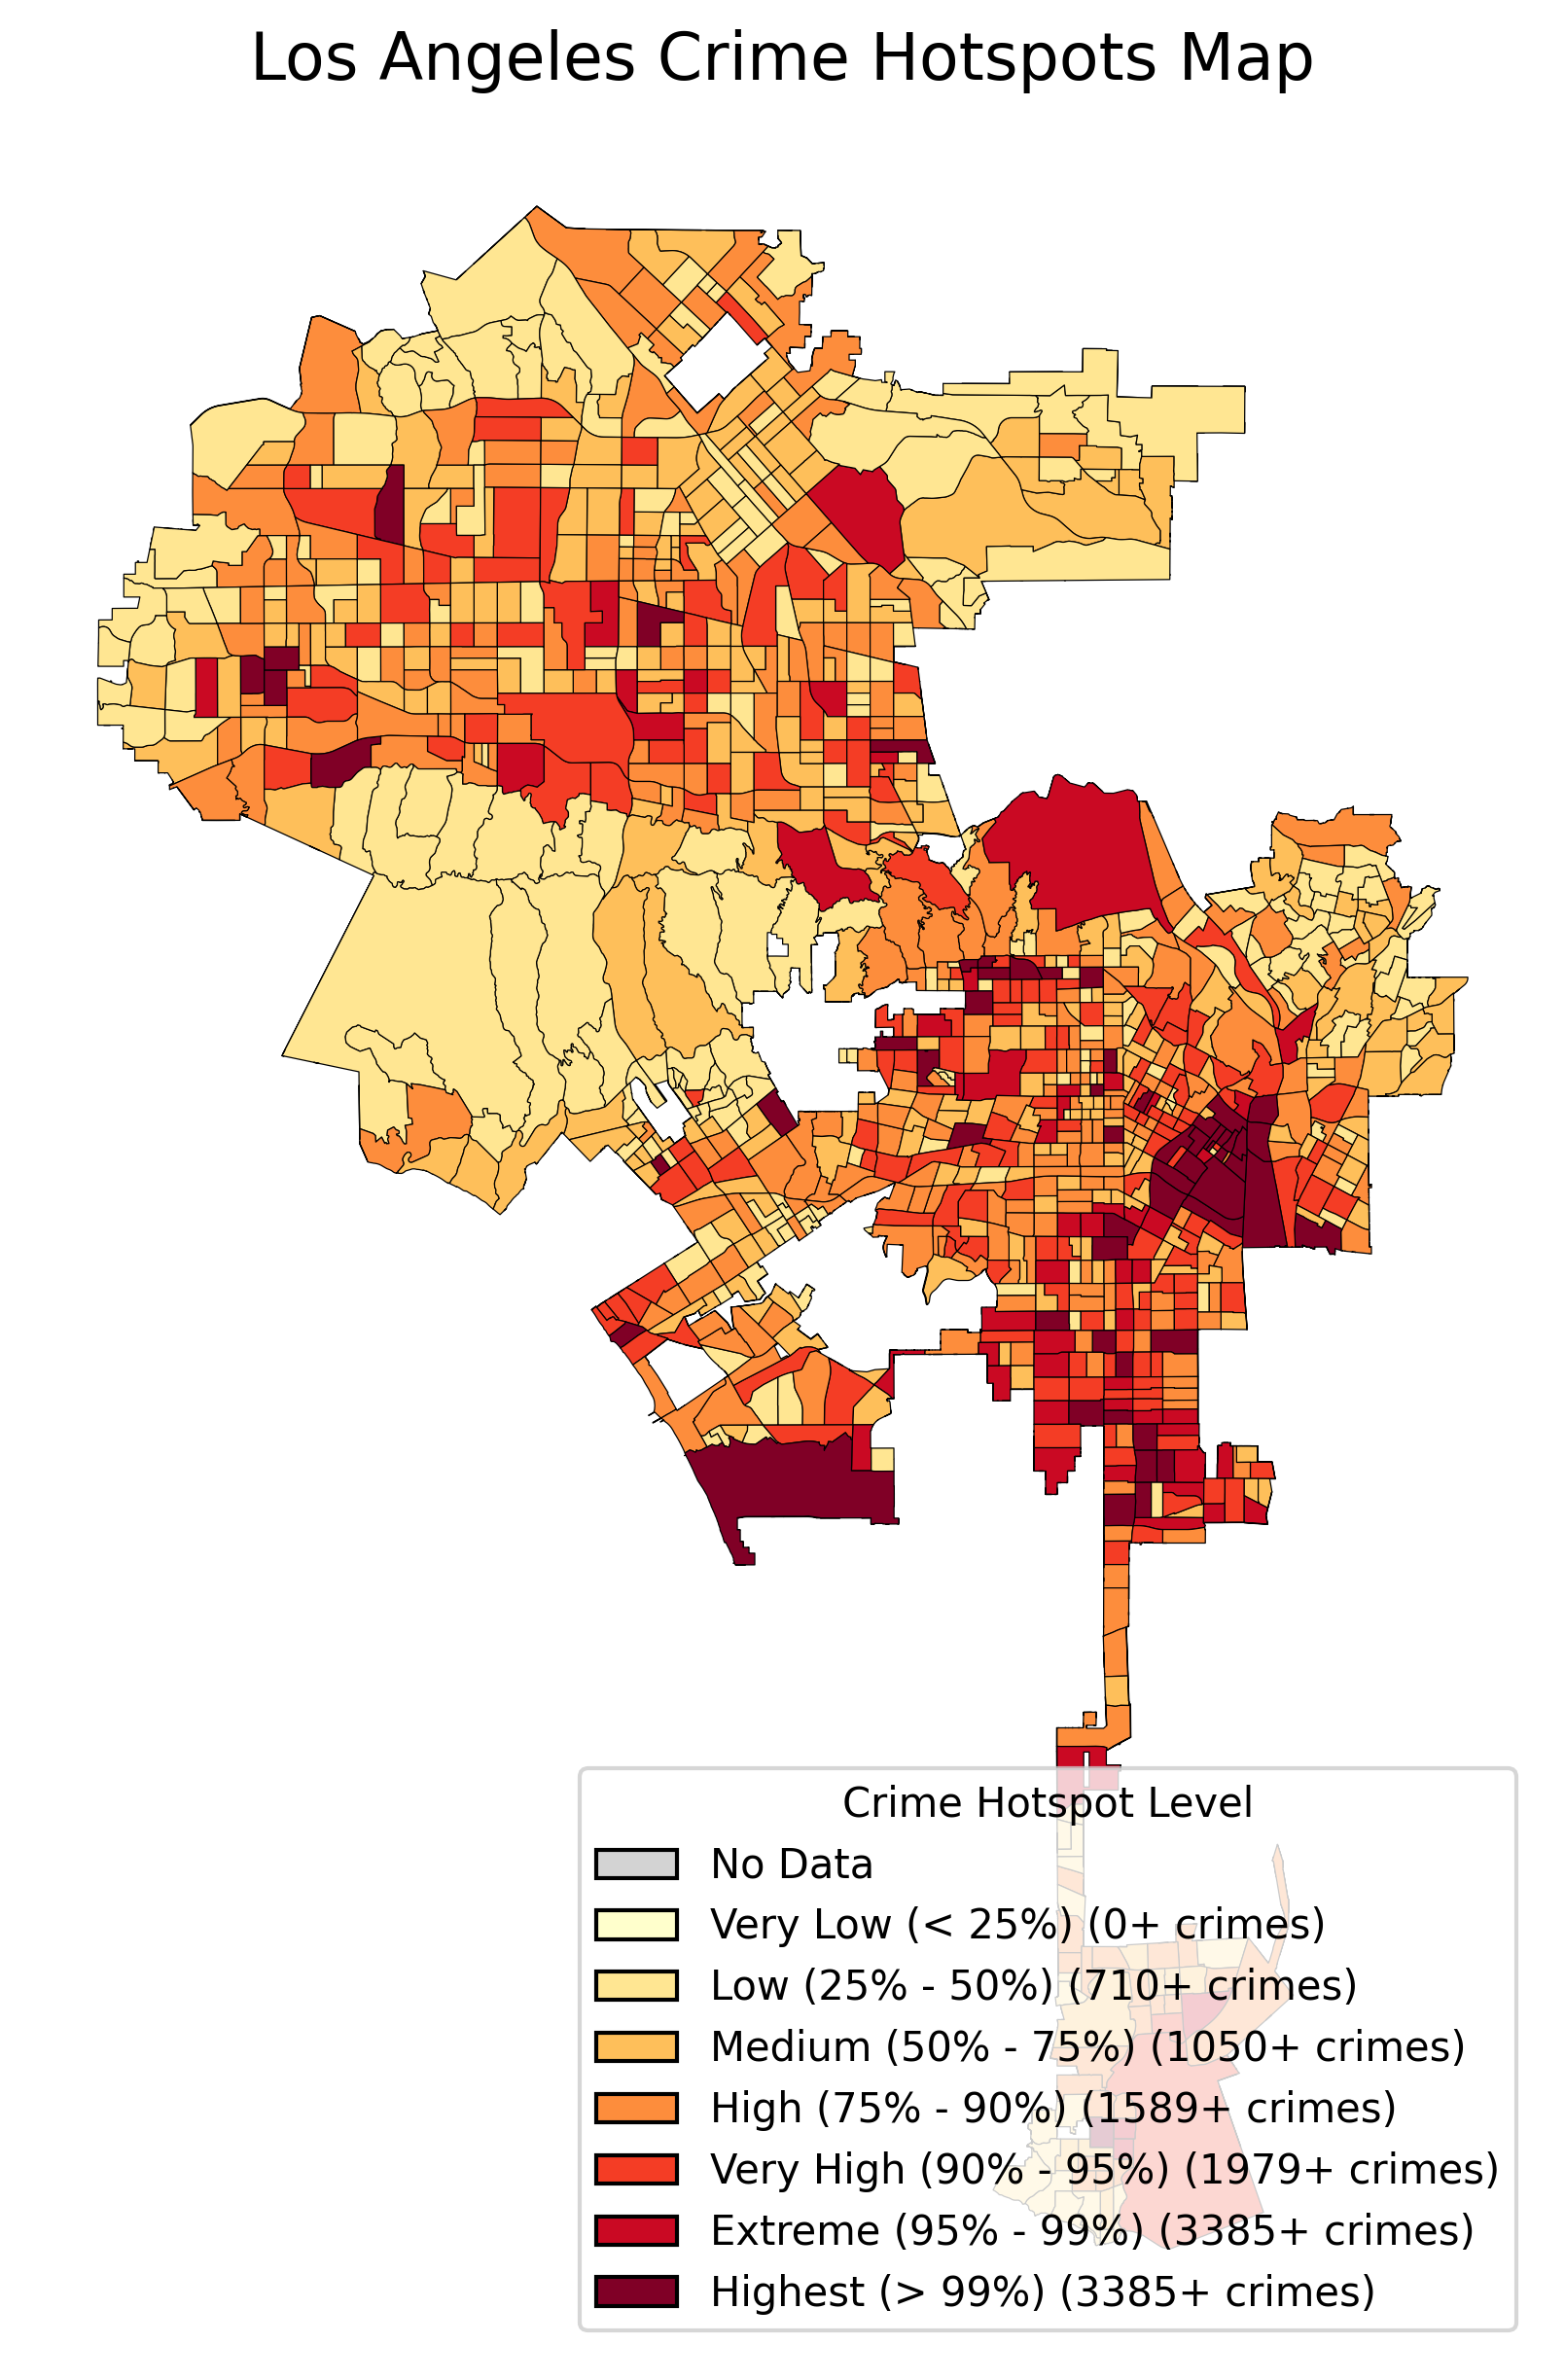 Los Angeles Crime Hotspots Map
Crime Hotspot Level
No Data
Very Low (< 25%) (0+ crimes)
Low (25% - 50%) (710+ crimes)
Medium (50% - 75%) (1050+ crimes)
High (75% - 90%) (1589+ crimes)
Very High (90% - 95%) (1979+ crimes)
Extreme (95% - 99%) (3385+ crimes)
Highest (> 99%) (3385+ crimes)